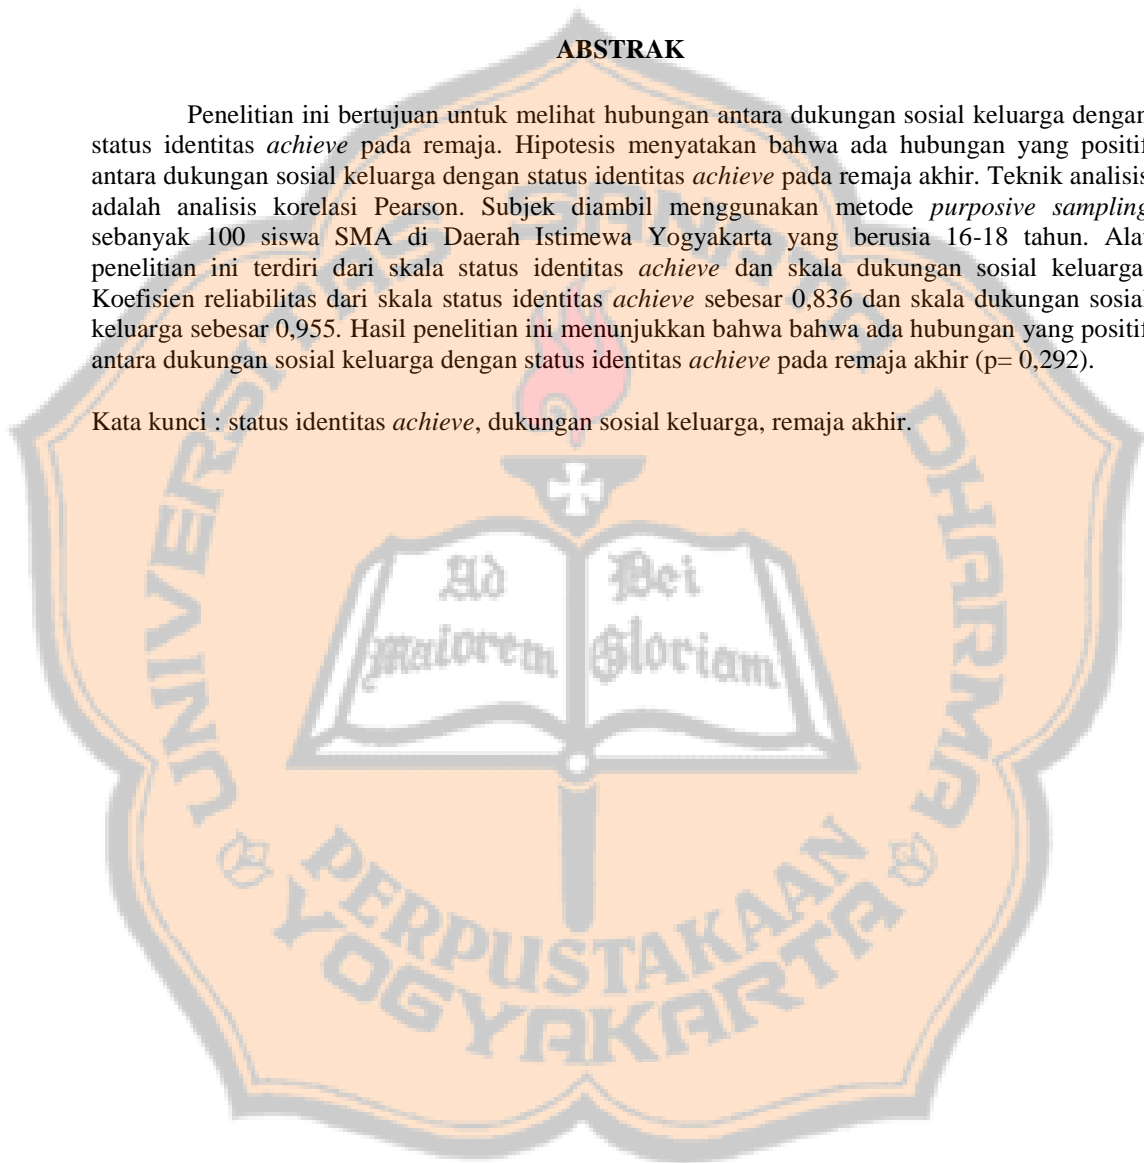 ABSTRAK
Penelitian ini bertujuan untuk melihat hubungan antara dukungan sosial keluarga dengan
status identitas achieve pada remaja. Hipotesis menyatakan bahwa ada hubungan yang positif
antara dukungan sosial keluarga dengan status identitas achieve pada remaja akhir. Teknik analisis
adalah analisis korelasi Pearson. Subjek diambil menggunakan metode purposive sampling
sebanyak 100 siswa SMA di Daerah Istimewa Yogyakarta yang berusia 16-18 tahun. Alat
penelitian ini terdiri dari skala status identitas achieve dan skala dukungan sosial keluarga
Koefisien reliabilitas dari skala status identitas achieve sebesar 0,836 dan skala dukungan sosial
keluarga sebesar 0,955. Hasil penelitian ini menunjukkan bahwa bahwa ada hubungan yang positif
antara dukungan sosial keluarga dengan status identitas achieve pada remaja akhir (p= 0,292).
Kata kunci : status identitas achieve, dukungan sosial keluarga, remaja akhir.
UNIVERSITAS SANATA DHARMA
Ad Maiorem
Dei Gloriam
PERPUSTAKAAN
YOGYAKARTA